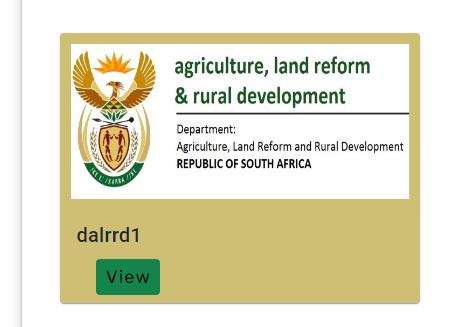 agriculture, land reform
& rural development
Department:
Agriculture, Land Reform and Rural Development
REPUBLIC OF SOUTH AFRICA
dalrrd1
View